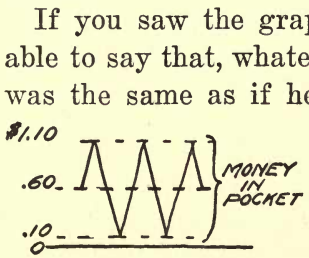 If you saw the grap
able to say that, whate
was the same as if he
$1.10
.60
MONEY
IN
POCKET
.10
0